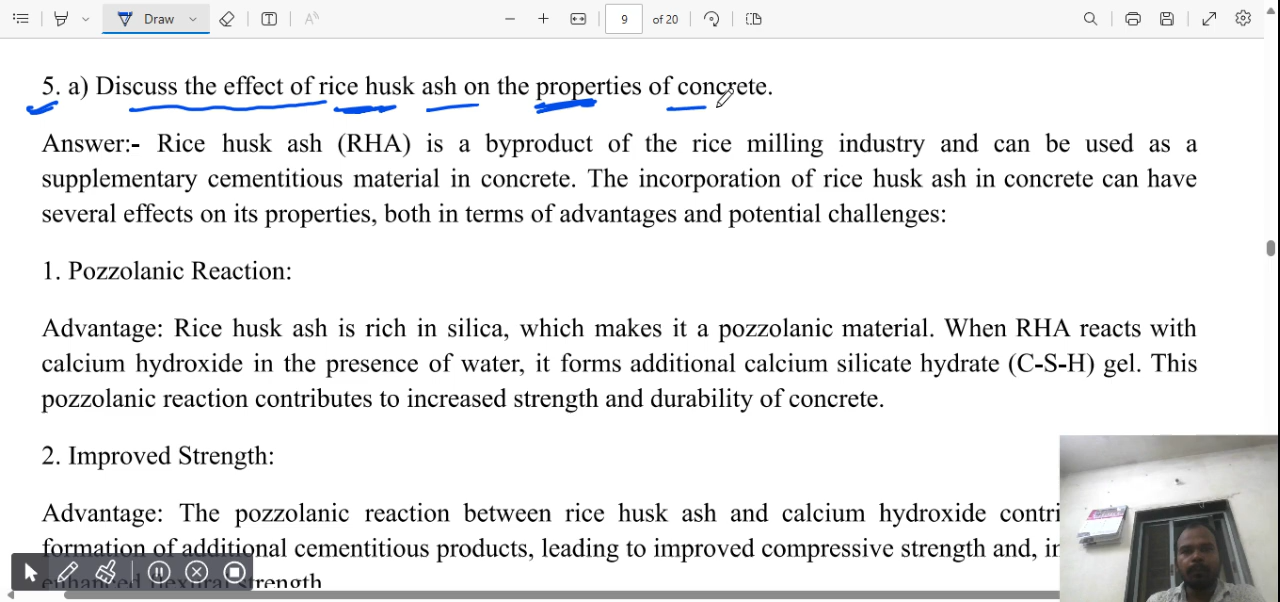 Draw
9
of 20
5. a) Discuss the effect of rice husk ash on the properties of concrete.
Answer:- Rice husk ash (RHA) is a byproduct of the rice milling industry and can be used as a
supplementary cementitious material in concrete. The incorporation of rice husk ash in concrete can have
several effects on its properties, both in terms of advantages and potential challenges:
1. Pozzolanic Reaction:
Advantage: Rice husk ash is rich in silica, which makes it a pozzolanic material. When RHA reacts with
calcium hydroxide in the presence of water, it forms additional calcium silicate hydrate (C-S-H) gel. This
pozzolanic reaction contributes to increased strength and durability of concrete.
2. Improved Strength:
Advantage: The pozzolanic reaction between rice husk ash and calcium hydroxide contri
formation of additional cementitious products, leading to improved compressive strength and, in
enhanced flexural strength